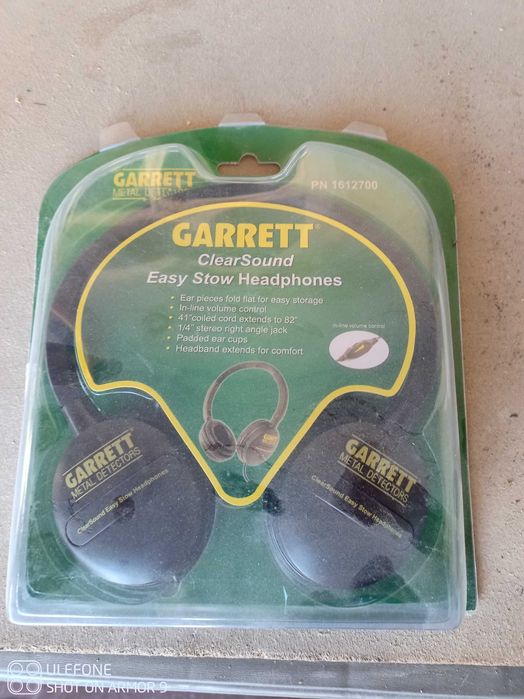 GARRETT
METAL DETECTORS
PN 1612700
GARRETT®
ClearSound
Easy Stow Headphones
• Ear pieces fold flat for easy storage
• In-line volume control
• 41"coiled cord extends to 82"
• 1/4" stereo right angle jack
• Padded ear cups
• Headband extends for comfort
in-line volume control
GARRETT
METAL DETECTORS
ClearSound Easy Stow Headphones
GARRETT
METAL DETECTORS
ClearSound Easy Stow Headphones
ULEFONE
SHOT ON ARMOR 9